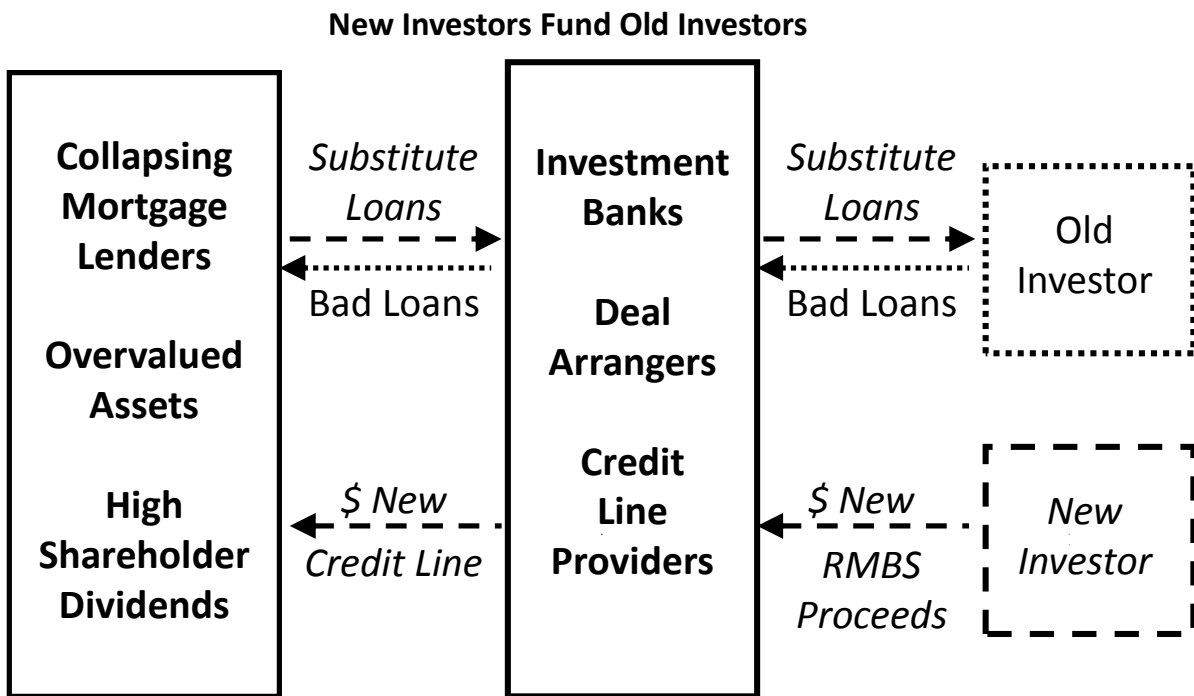 New Investors Fund Old Investors
Collapsing
Mortgage
Lenders
Overvalued
Assets
High
Shareholder
Dividends
Substitute
Loans
Bad Loans
$ New
Credit Line
Investment
Banks
Deal
Arrangers
Credit
Line
Providers
Substitute
Loans
Bad Loans
$ New
RMBS
Proceeds
Old
Investor
New
Investor